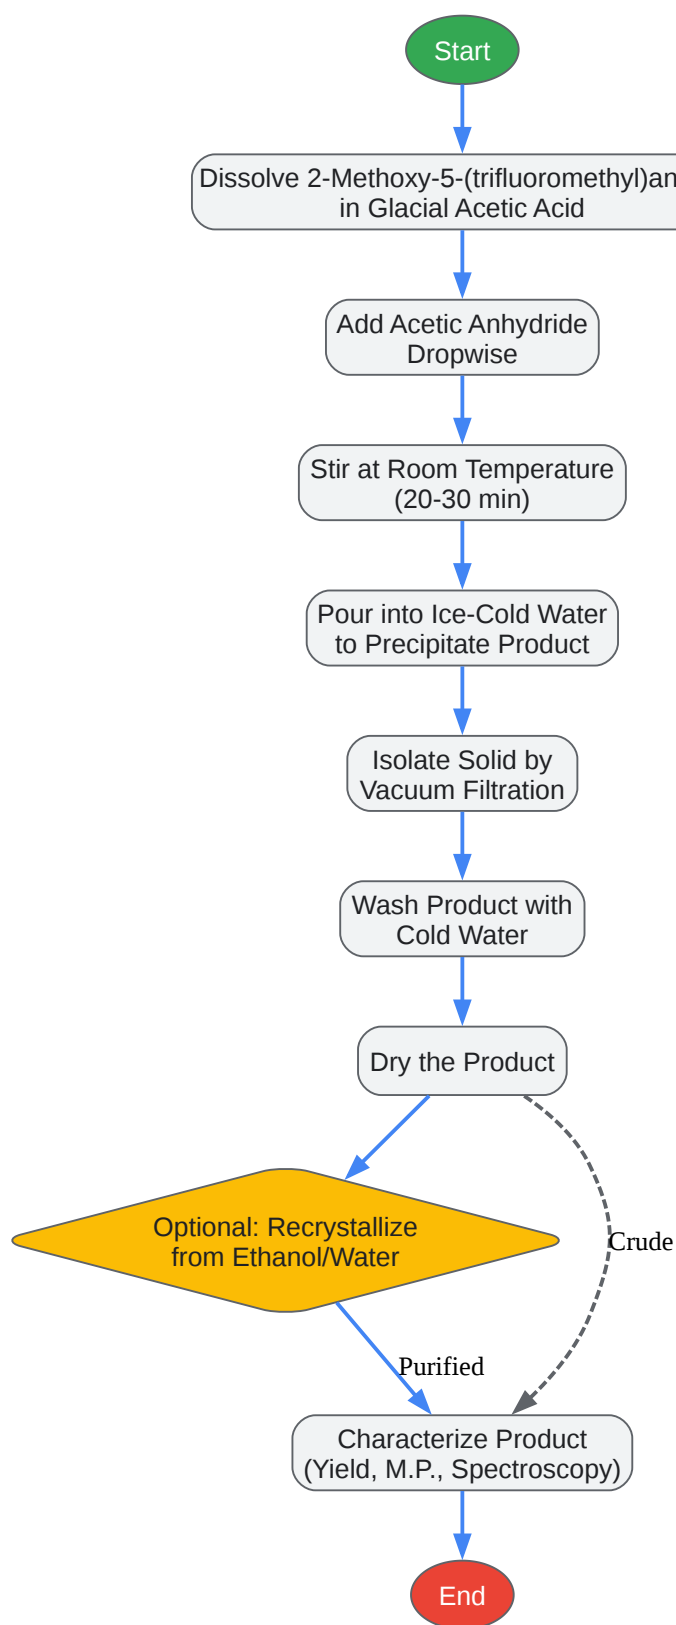 Start
Dissolve 2-Methoxy-5-(trifluoromethyl)an
in Glacial Acetic Acid
Add Acetic Anhydride
Dropwise
Stir at Room Temperature
(20-30 min)
Pour into Ice-Cold Water
to Precipitate Product
Isolate Solid by
Vacuum Filtration
Wash Product with
Cold Water
Dry the Product
Optional: Recrystallize
from Ethanol/Water
Crude
Purified
Characterize Product
(Yield, M.P., Spectroscopy)
End